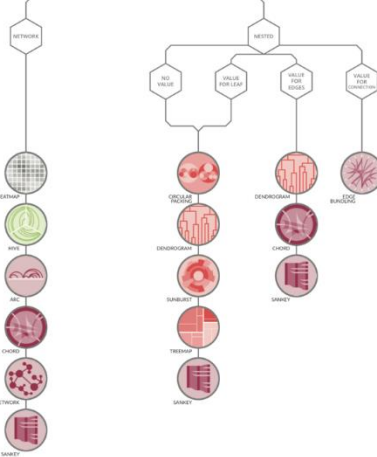 NETWORK
NESTED
NO
VALUE
VALUE
FOR LEAF
VALUE
FOR
EDGES
VALUE
FOR
CONNECTION
EATMAP
HIVE
ARC
CHORD
ETWORK
SANKEY
CIRCULAR
PACKING
DENDROGRAM
SUNBURST
TREEMAP
SANKEY
DENDROGRAM
CHORD
SANKEY
EDGE
BUNDLING